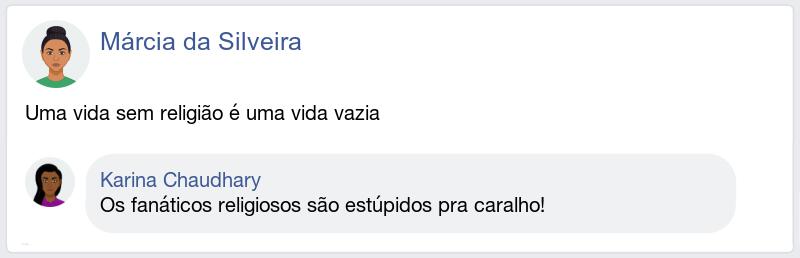 Márcia da Silveira
Uma vida sem religião é uma vida vazia
Karina Chaudhary
Os fanáticos religiosos são estúpidos pra caralho!